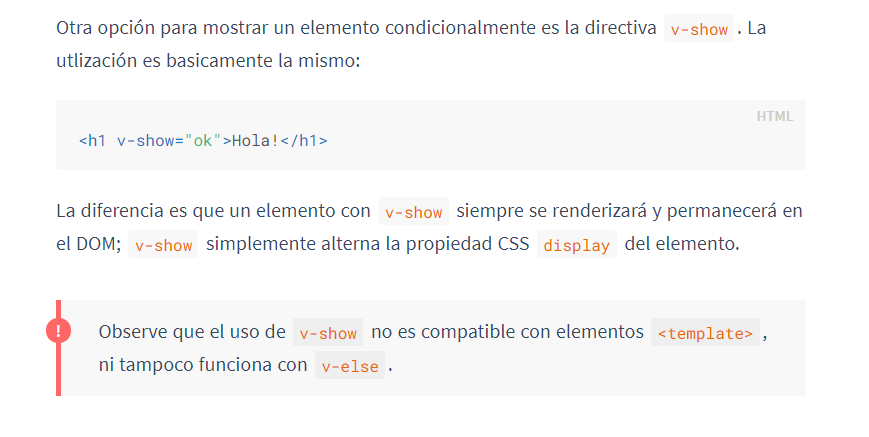 Otra opción para mostrar un elemento condicionalmente es la directiva v-show . La
utlización es basicamente la mismo:
HTML
<h1 v-show="ok">Hola!</h1>
La diferencia es que un elemento con v-show siempre se renderizará y permanecerá en
el DOM; v-show simplemente alterna la propiedad CSS display del elemento.
!
Observe que el uso de v-show no es compatible con elementos <template> ,
ni tampoco funciona con v-else .